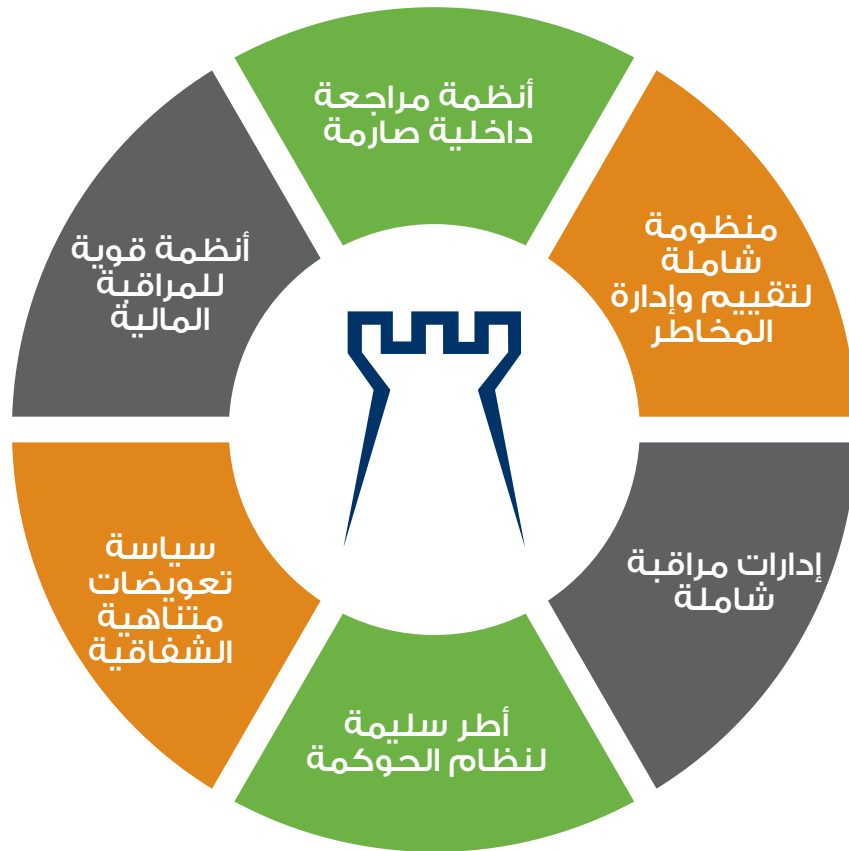 أنظمة مراجعة
داخلية صارمة
منظومة
شاملة
لتقييم وإدارة
المخاطر
إدارات مراقبة
شاملة
أطر سليمة
لنظام الحوكمة
سياسة
تعويضات
متناهية
الشفاقية
أنظمة قوية
للمراقبة
المالية